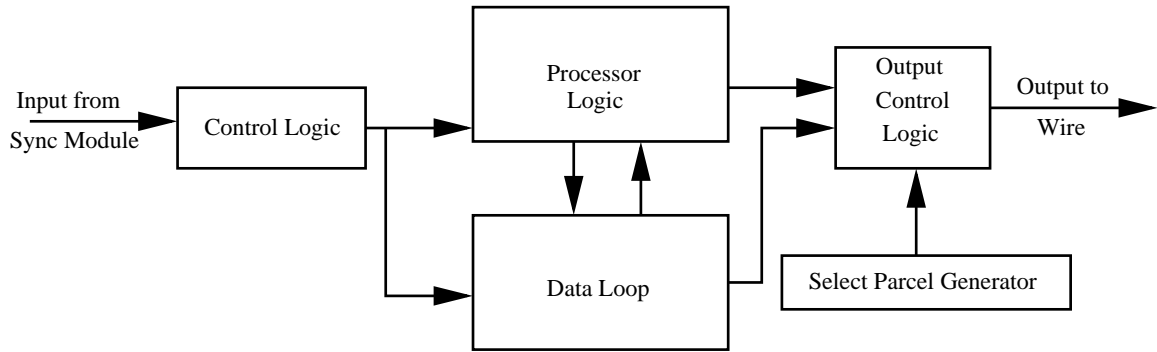 Input from
Sync Module
Control Logic
Processor
Logic
Data Loop
Output
Control
Logic
Select Parcel Generator
Output to
Wire